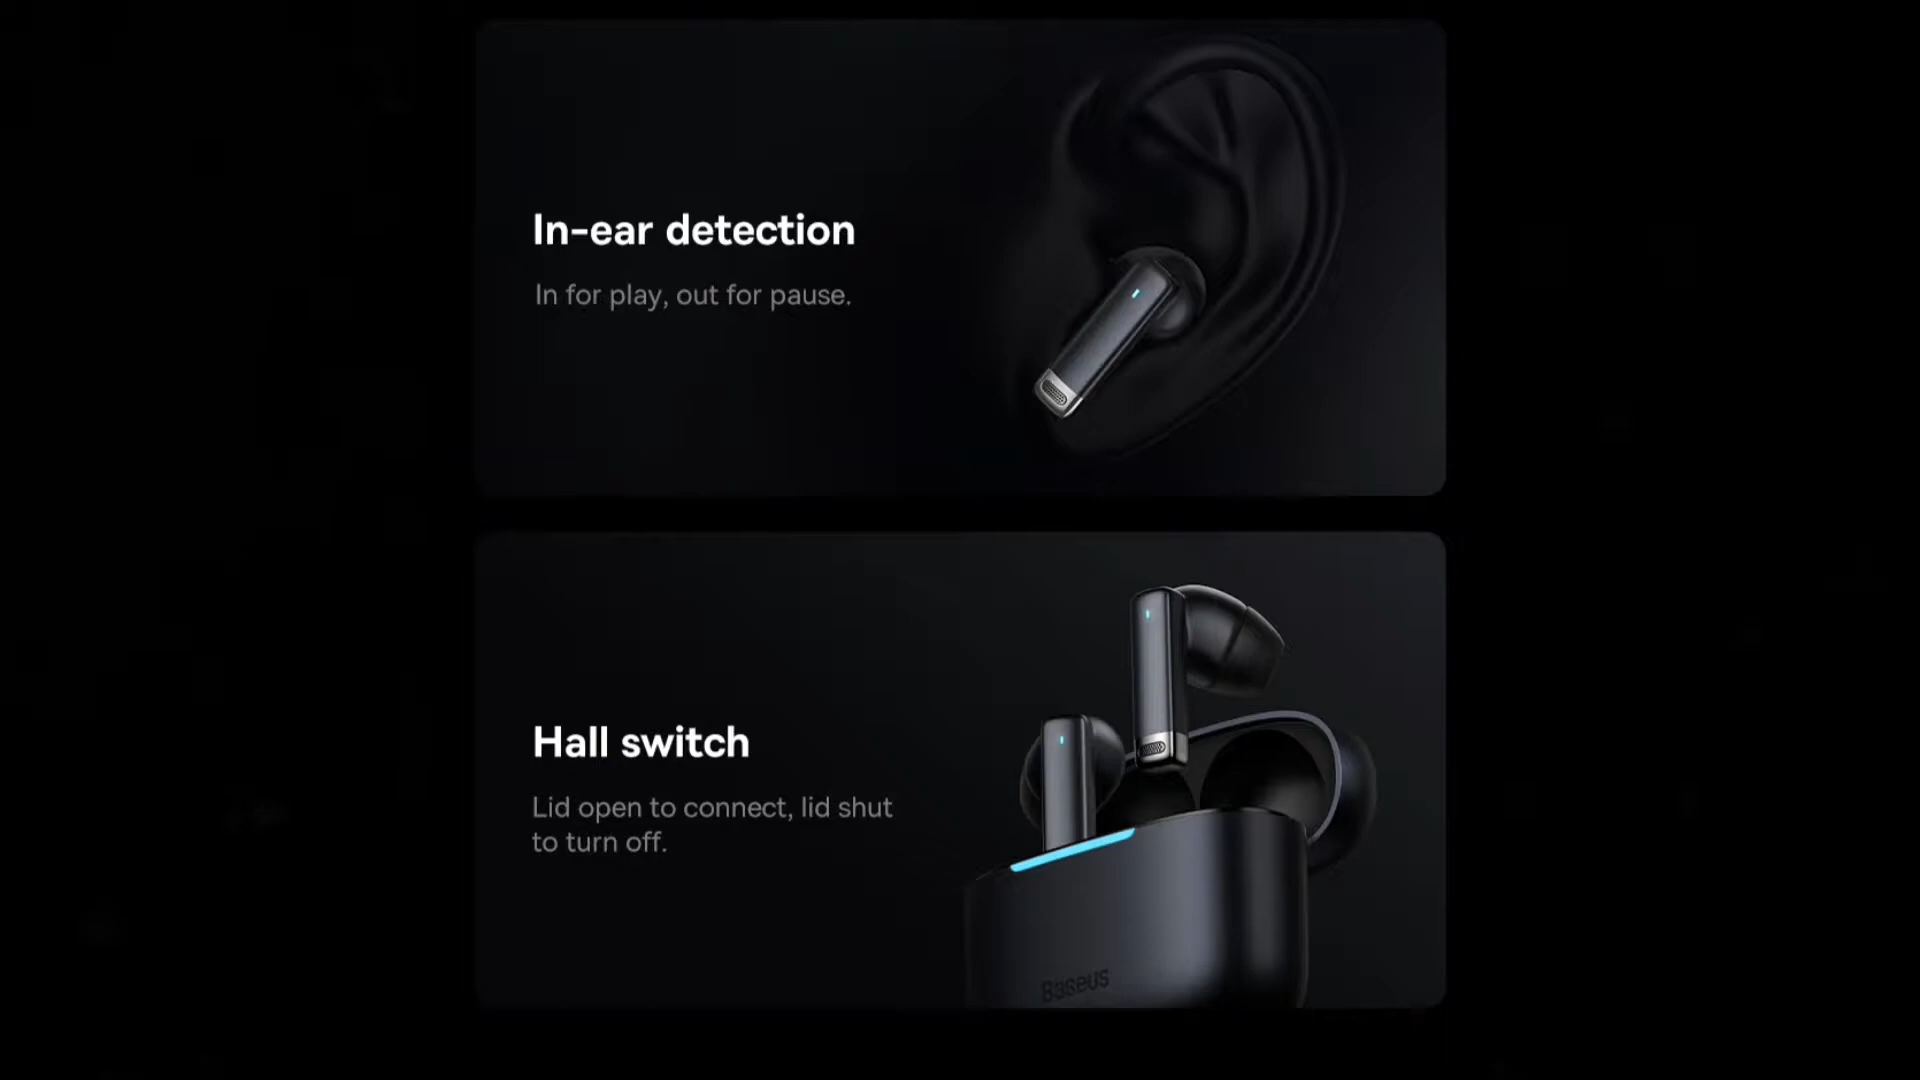 In-ear detection
In for play, out for pause.
Hall switch
Lid open to connect, lid shut
to turn off.
Baseus